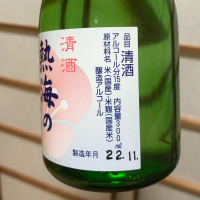 清酒
熱海の
品目 清酒
アルコール分15度 内容量300ml
原材料名 米(国産)・米麹(国産米)
醸造アルコール
製造年月
22.11.